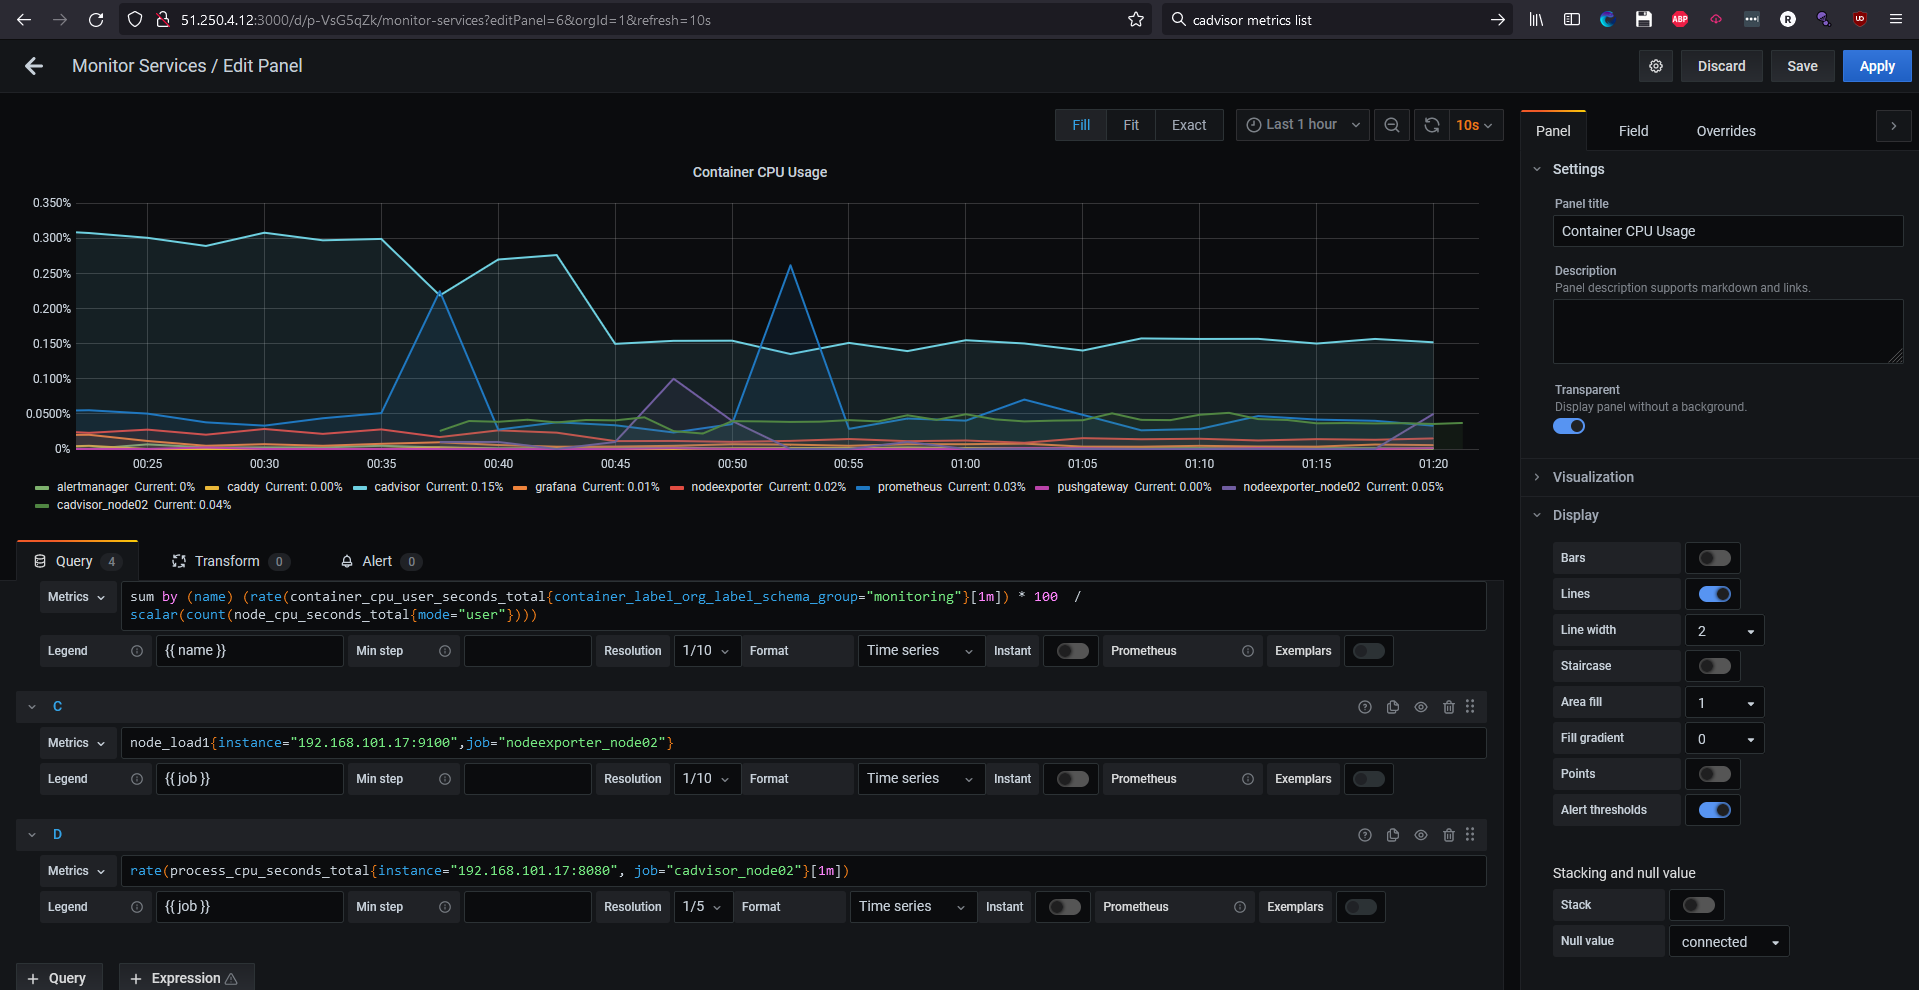 51.250.4.12:3000/d/p-VsG5qZk/monitor-services?editPanel=6&orgId=1&refresh=10s
cadvisor metrics list
ABP
R
Monitor Services / Edit Panel
Discard
Save
Apply
Fill
Fit
Exact
Last 1 hour
10s
Panel
Field
Overrides
Container CPU Usage
0.350%
0.300%
0.250%
0.200%
0.150%
0.100%
0.0500%
0%
00:25
00:30
00:35
00:40
00:45
00:50
00:55
01:00
01:05
01:10
01:15
01:20
alertmanager Current: 0% caddy Current: 0.00% cadvisor Current: 0.15% grafana Current: 0.01% nodeexporter Current: 0.02% prometheus Current: 0.03% pushgateway Current: 0.00% nodeexporter_node02 Current: 0.05%
cadvisor_node02 Current: 0.04%
Query 4
Transform 0
Alert 0
Metrics
sum by (name) (rate(container_cpu_user_seconds_total{container_label_org_label_schema_group="monitoring"}[1m]) * 100 /
scalar(count(node_cpu_seconds_total{mode="user"})))
Legend {{ name }} Min step Resolution 1/10 Format Time series Instant Prometheus Exemplars
C
Metrics node_load1{instance="192.168.101.17:9100",job="nodeexporter_node02"}
Legend {{ job }} Min step Resolution 1/10 Format Time series Instant Prometheus Exemplars
D
Metrics rate(process_cpu_seconds_total{instance="192.168.101.17:8080", job="cadvisor_node02"}[1m])
Legend {{ job }} Min step Resolution 1/5 Format Time series Instant Prometheus Exemplars
+ Query
+ Expression
Settings
Panel title
Container CPU Usage
Description
Panel description supports markdown and links.
Transparent
Display panel without a background.
Visualization
Display
Bars
Lines
Line width 2
Staircase
Area fill 1
Fill gradient 0
Points
Alert thresholds
Stacking and null value
Stack
Null value connected